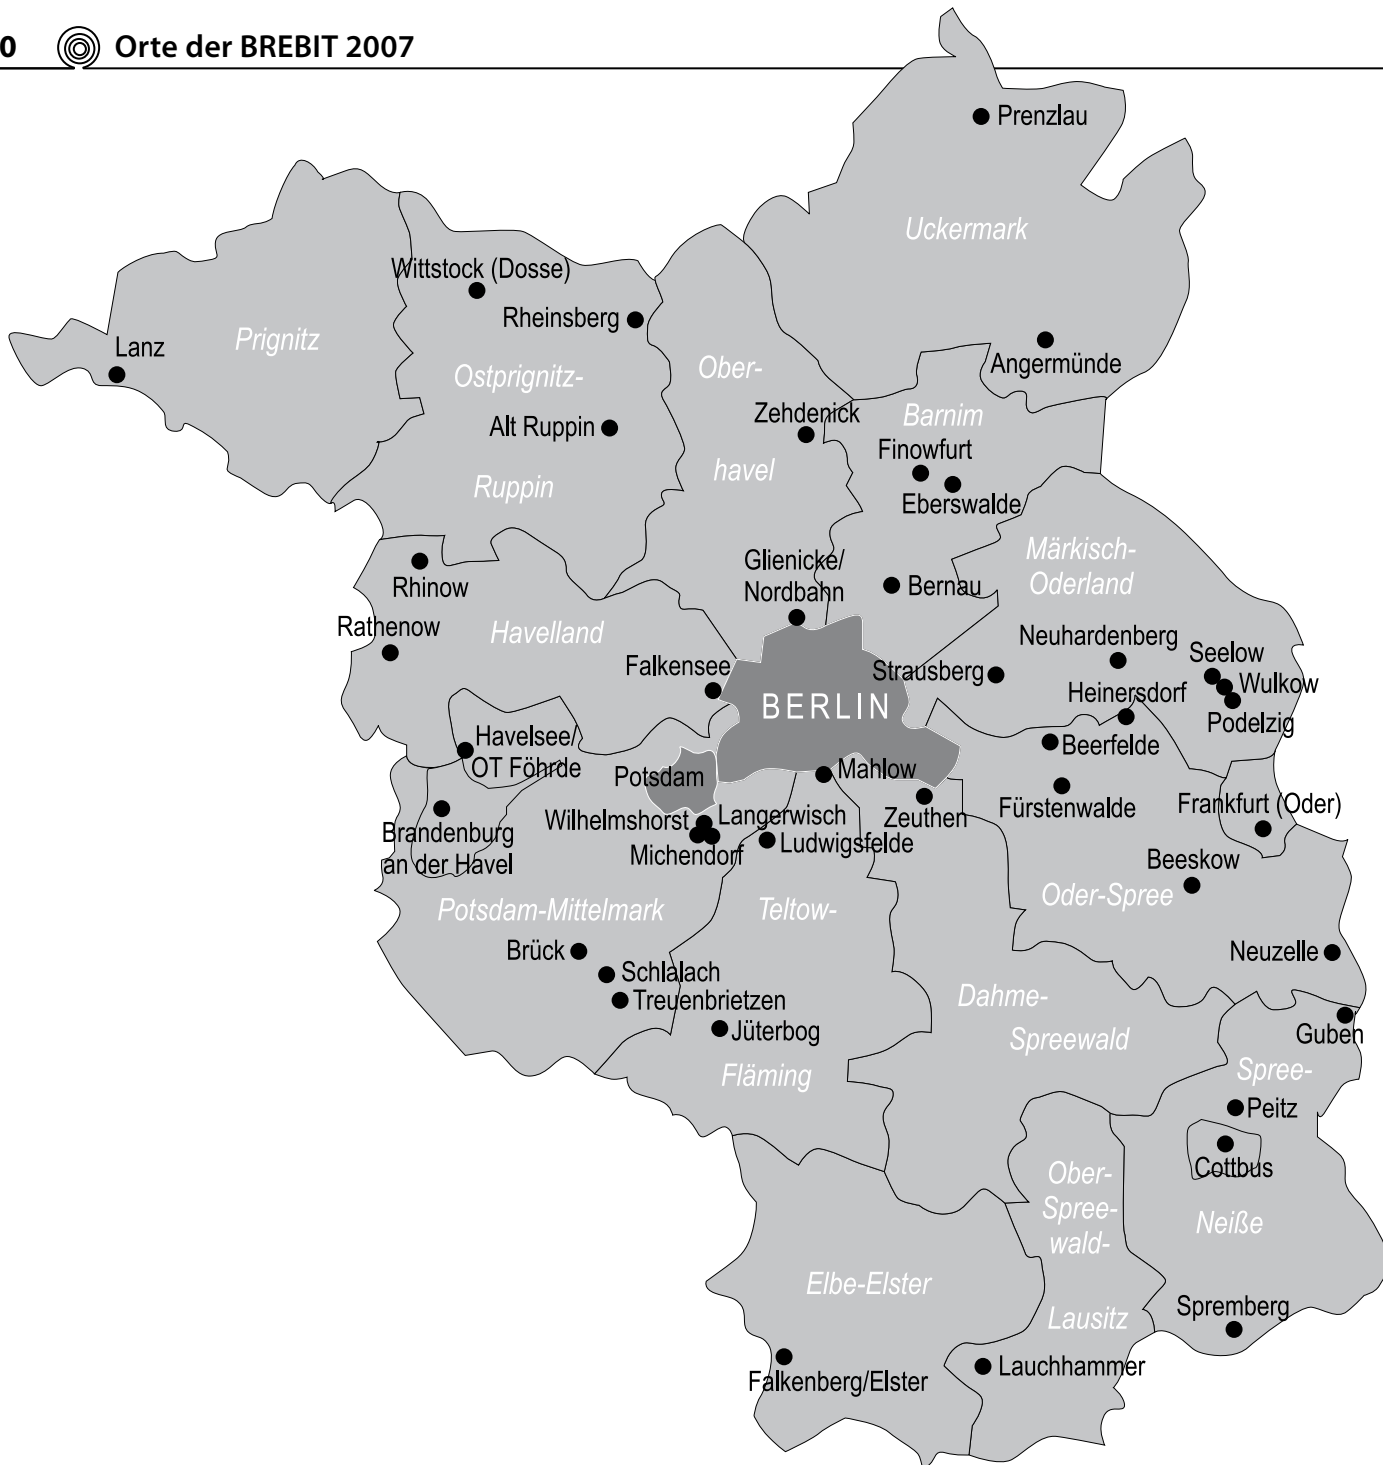 0 Orte der BREBIT 2007
Prenzlau
Uckermark
Wittstock (Dosse)
Rheinsberg
Prignitz
Lanz
Ostprignitz-
Ober-
Angermünde
Zehdenick
Barnim
Alt Ruppin
Finowfurt
havel
Ruppin
Eberswalde
Märkisch-
Oderland
Glienicke/
Nordbahn
Rhinow
Bernau
Rathenow
Havelland
Neuhardenberg
Seelow
Falkensee
Strausberg
Wulkow
Heinersdorf
BERLIN
Podelzig
Havelsee/
OT Föhrde
Beerfelde
Potsdam
Mahlow
Fürstenwalde
Frankfurt (Oder)
Wilhelmshorst
Langerwisch
Zeuthen
Brandenburg
an der Havel
Michendorf
Ludwigsfelde
Beeskow
Oder-Spree
Potsdam-Mittelmark
Teltow-
Brück
Neuzelle
Schlalach
Dahme-
Treuenbrietzen
Jüterbog
Spreewald
Guben
Fläming
Spree-
Peitz
Cottbus
Ober-
Spree-
wald-
Neiße
Elbe-Elster
Lausitz
Spremberg
Lauchhammer
Falkenberg/Elster